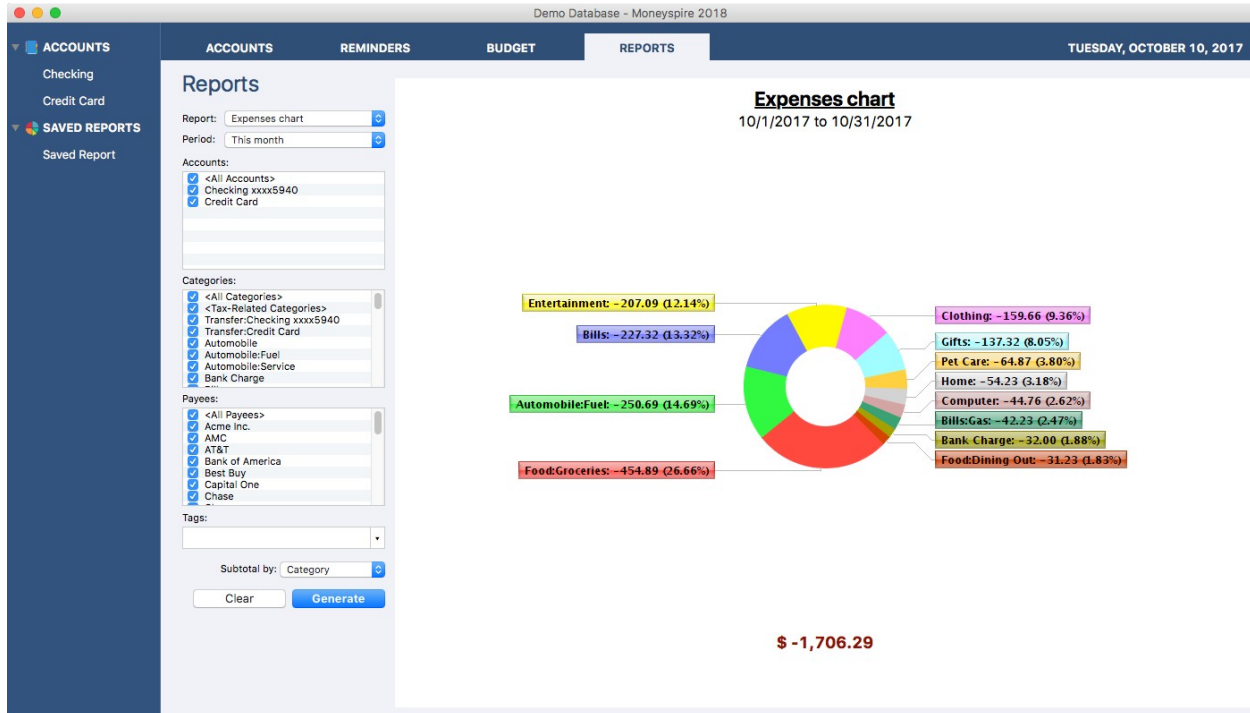 Demo Database - Moneyspire 2018
ACCOUNTS
Checking
Credit Card
SAVED REPORTS
Saved Report
ACCOUNTS REMINDERS BUDGET REPORTS TUESDAY, OCTOBER 10, 2017
Reports
Report: Expenses chart
Period: This month
Accounts:
<All Accounts>
Checking xxxx5940
Credit Card
Categories:
<All Categories>
<Tax-Related Categories>
Transfer:Checking xxxx5940
Transfer:Credit Card
Automobile
Automobile:Fuel
Automobile:Service
Bank Charge
Payees:
<All Payees>
Acme Inc.
AMC
AT&T
Bank of America
Best Buy
Capital One
Chase
Tags:
Subtotal by: Category
Clear Generate
Expenses chart
10/1/2017 to 10/31/2017
Entertainment: -207.09 (12.14%)
Bills: -227.32 (13.32%)
Automobile:Fuel: -250.69 (14.69%)
Food:Groceries: -454.89 (26.66%)
Clothing: -159.66 (9.36%)
Gifts: -137.32 (8.05%)
Pet Care: -64.87 (3.80%)
Home: -54.23 (3.18%)
Computer: -44.76 (2.62%)
Bills:Gas: -42.23 (2.47%)
Bank Charge: -32.00 (1.88%)
Food:Dining Out: -31.23 (1.83%)
$ -1,706.29